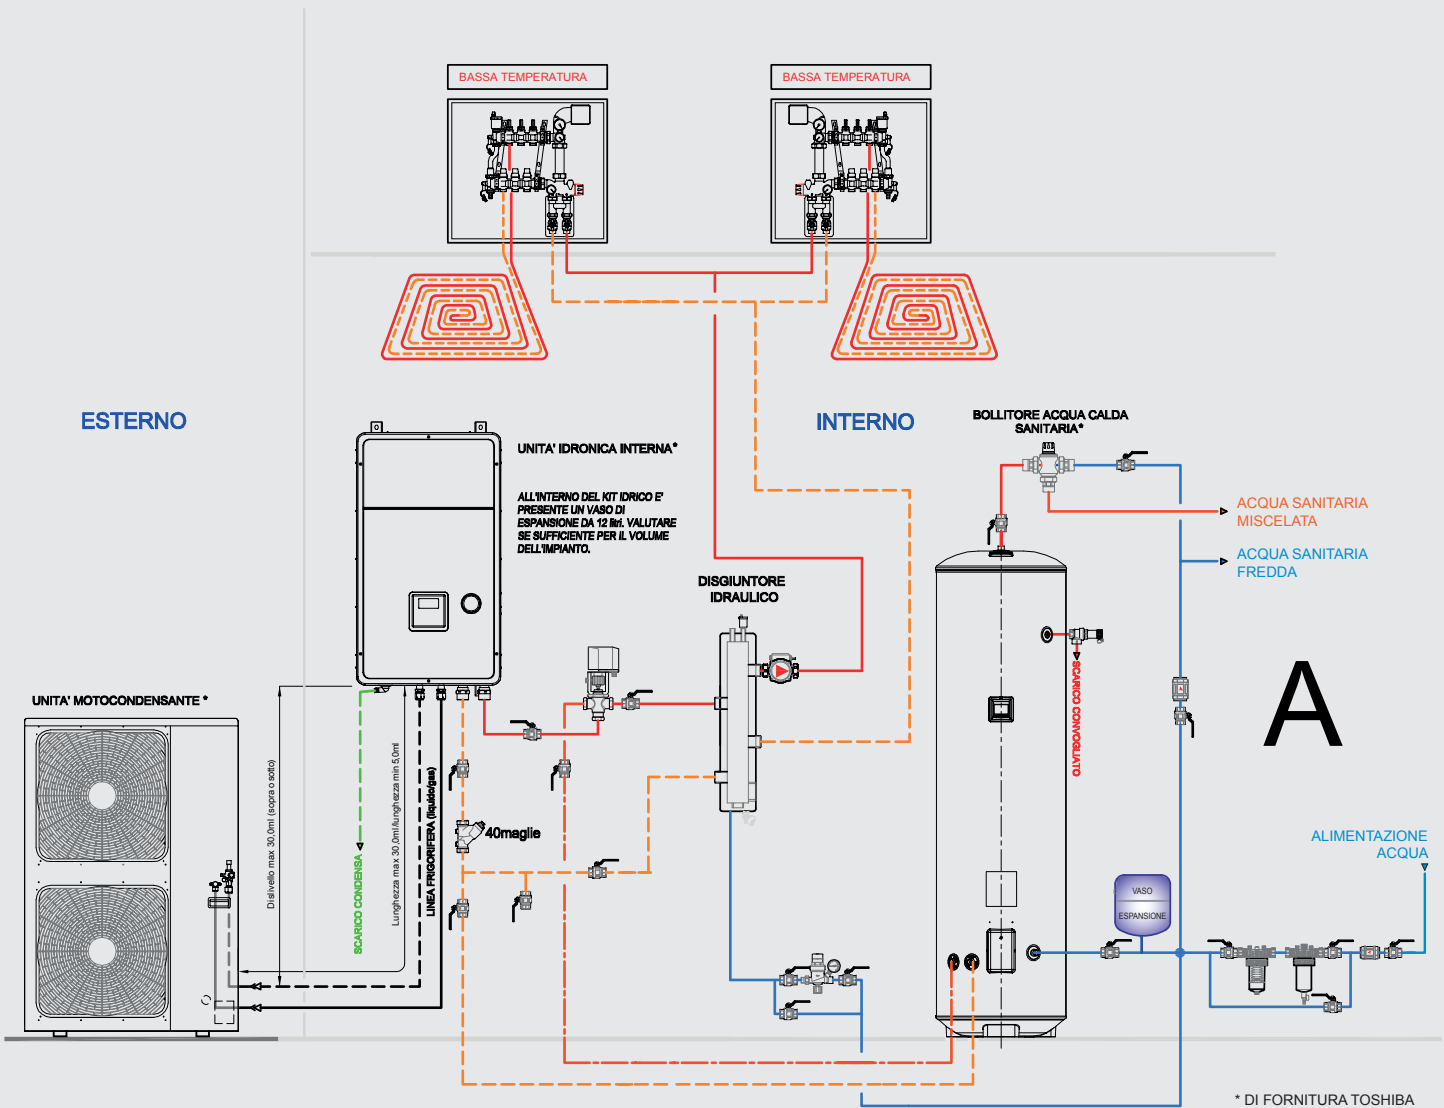 BASSA TEMPERATURA
BASSA TEMPERATURA
ESTERNO
INTERNO
UNITA' IDRONICA INTERNA*
ALL'INTERNO DEL KIT IDRICO E'
PRESENTE UN VASO DI
ESPANSIONE DA 12 litri. VALUTARE
SE SUFFICIENTE PER IL VOLUME
DELL'IMPIANTO.
BOLLITORE ACQUA CALDA
SANITARIA*
ACQUA SANITARIA
MISCELATA
ACQUA SANITARIA
FREDDA
DISGIUNTORE
IDRAULICO
UNITA' MOTOCONDENSANTE *
SCARICO CONVOGLIATO
A
Dislivello max 30,0ml (sopra o sotto)
SCARICO CONDENSA
Lunghezza max 30,0ml/lunghezza min 5,0ml
LINEA FRIGORIFERA (liquido/gas)
40maglie
ALIMENTAZIONE
ACQUA
VASO
ESPANSIONE
* DI FORNITURA TOSHIBA